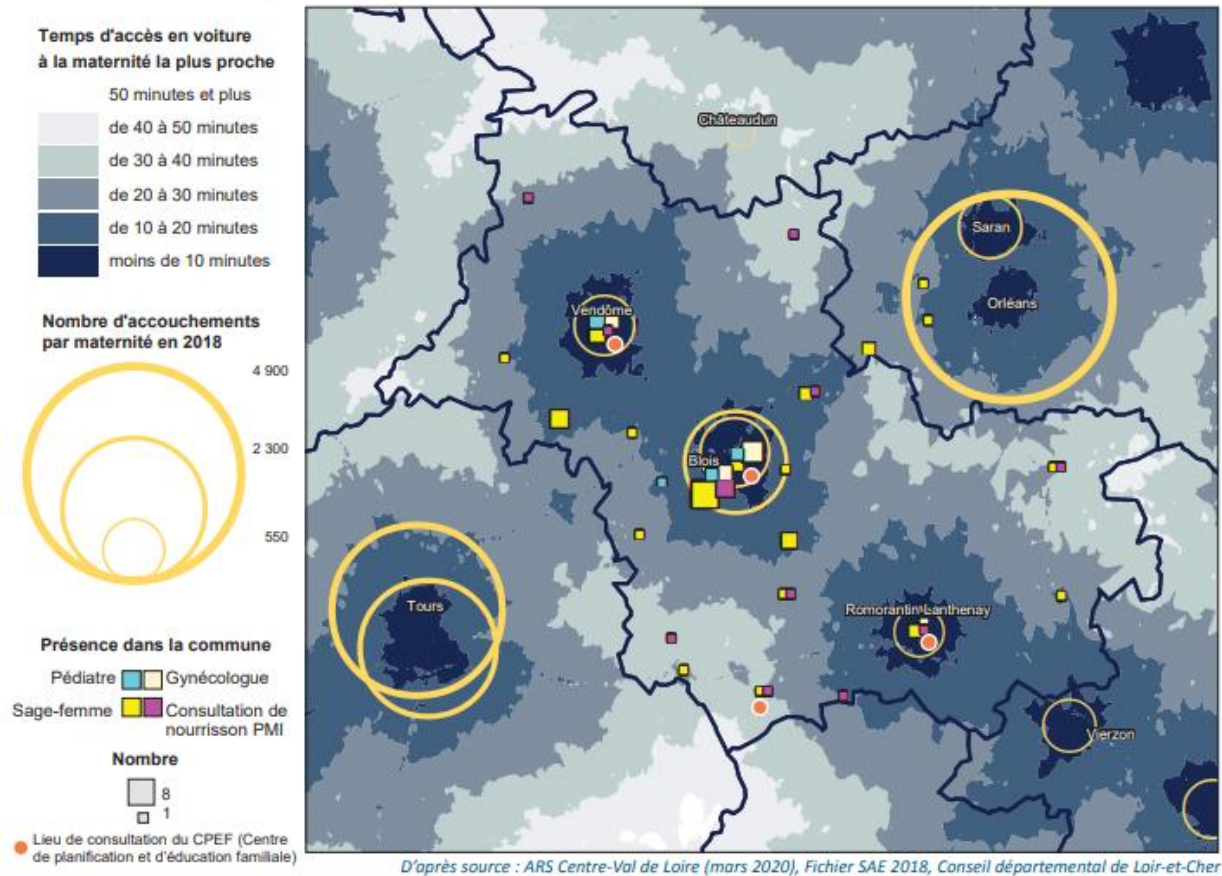 Temps d'accès en voiture
à la maternité la plus proche
50 minutes et plus
de 40 à 50 minutes
de 30 à 40 minutes
de 20 à 30 minutes
de 10 à 20 minutes
moins de 10 minutes
Nombre d'accouchements
par maternité en 2018
4 900
2 300
550
Présence dans la commune
Pédiatre
Gynécologue
Sage-femme
Consultation de
nourrisson PMI
Nombre
8
1
Lieu de consultation du CPEF (Centre
de planification et d'éducation familiale)
Châteaudun
Saran
Orléans
Vendôme
Blois
Tours
Romorantin-Lanthenay
Vierzon
D'après source : ARS Centre-Val de Loire (mars 2020), Fichier SAE 2018, Conseil départemental de Loir-et-Cher